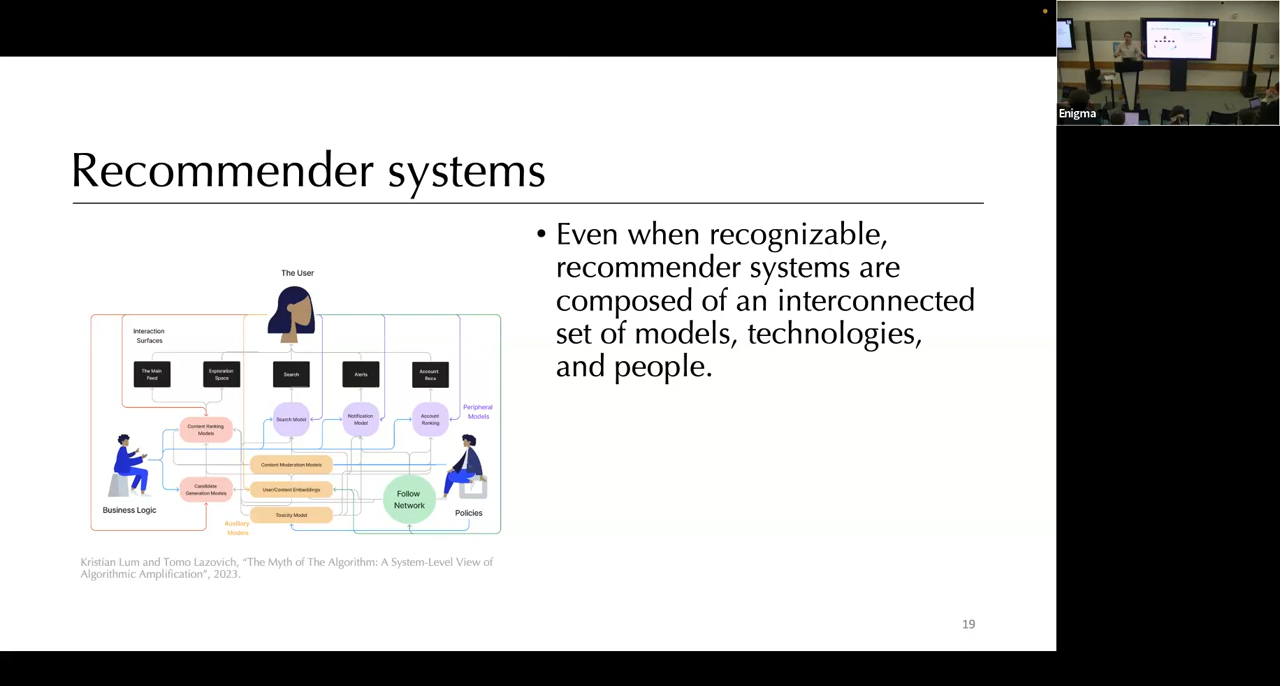 Enigma
Recommender systems
• Even when recognizable,
recommender systems are
composed of an interconnected
set of models, technologies,
and people.
The User
Interaction
Surfaces
The Main
Feed
Exploration
Space
Search
Alerts
Account
Recs
Peripheral
Models
Content Ranking
Models
Search Model
Notification
Model
Account
Ranking
Content Moderation Models
Candidate
Generation Models
User/Content Embeddings
Follow
Network
Business Logic
Toxicity Model
Policies
Auxiliary
Models
Kristian Lum and Tomo Lazovich, “The Myth of The Algorithm: A System-Level View of
Algorithmic Amplification”, 2023.
19